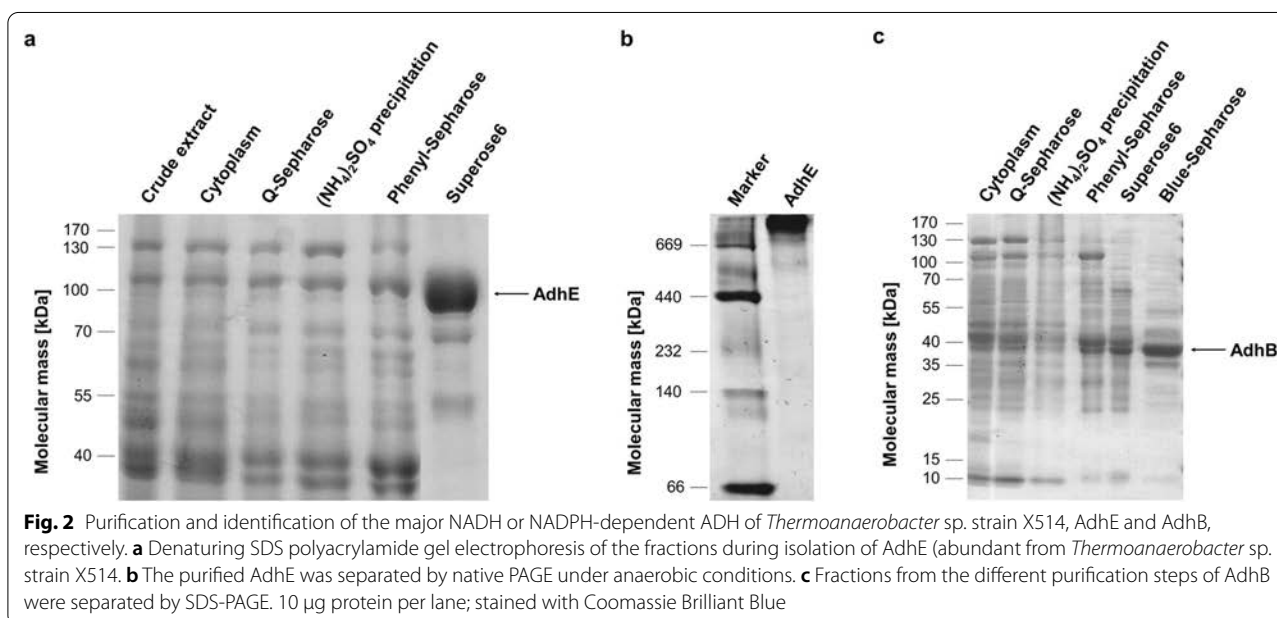 a
Crude extract
Cytoplasm
Q-Sepharose
(NH₄)₂SO₄ precipitation
Phenyl-Sepharose
Superose6
Molecular mass [kDa]
170
130
100
70
55
40
AdhE
b
Marker
AdhE
Molecular mass [kDa]
669
440
232
140
66
c
Cytoplasm
Q-Sepharose
(NH₄)₂SO₄ precipitation
Phenyl-Sepharose
Superose6
Blue-Sepharose
Molecular mass [kDa]
170
130
100
70
55
40
35
25
15
10
AdhB
Fig. 2 Purification and identification of the major NADH or NADPH-dependent ADH of Thermoanaerobacter sp. strain X514, AdhE and AdhB,
respectively. a Denaturing SDS polyacrylamide gel electrophoresis of the fractions during isolation of AdhE (abundant from Thermoanaerobacter sp.
strain X514. b The purified AdhE was separated by native PAGE under anaerobic conditions. c Fractions from the different purification steps of AdhB
were separated by SDS-PAGE. 10 µg protein per lane; stained with Coomassie Brilliant Blue